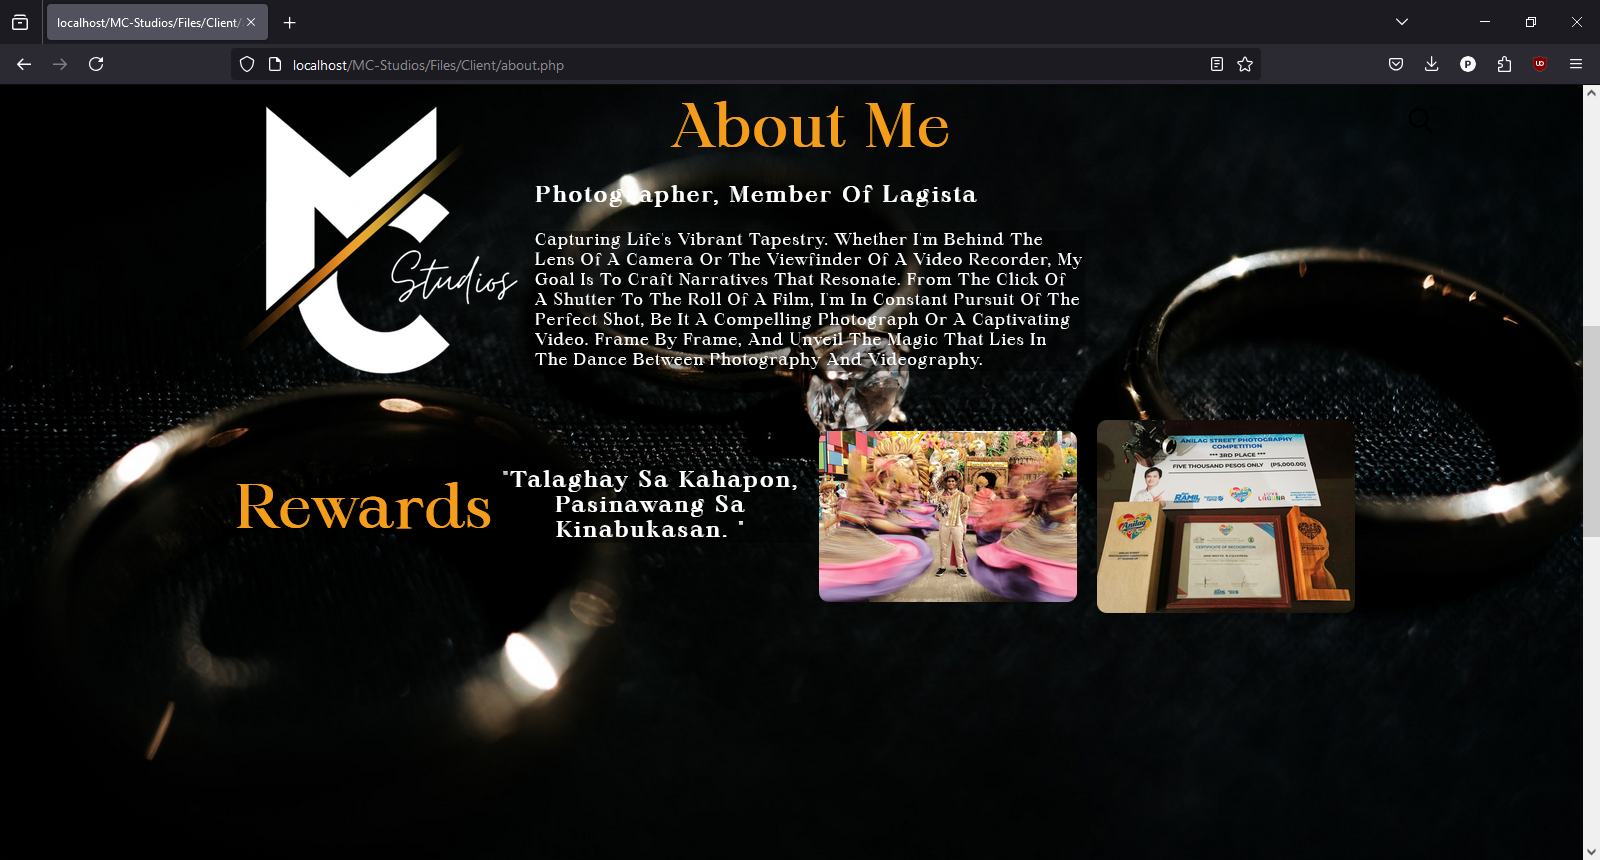 localhost/MC-Studios/Files/Client/
localhost/MC-Studios/Files/Client/about.php
MC
Studios
About Me
Photographer, Member Of Lagista
Capturing Life's Vibrant Tapestry. Whether I'm Behind The
Lens Of A Camera Or The Viewfinder Of A Video Recorder, My
Goal Is To Craft Narratives That Resonate. From The Click Of
A Shutter To The Roll Of A Film, I'm In Constant Pursuit Of The
Perfect Shot, Be It A Compelling Photograph Or A Captivating
Video. Frame By Frame, And Unveil The Magic That Lies In
The Dance Between Photography And Videography.
Rewards
"Talaghay Sa Kahapon,
Pasinawang Sa
Kinabukasan. "
ANILAG STREET PHOTOGRAPHY
COMPETITION
*** 3RD PLACE ***
FIVE THOUSAND PESOS ONLY (P5,000.00)
RAMIL
LAGUNA
Anilag
CERTIFICATE OF RECOGNITION